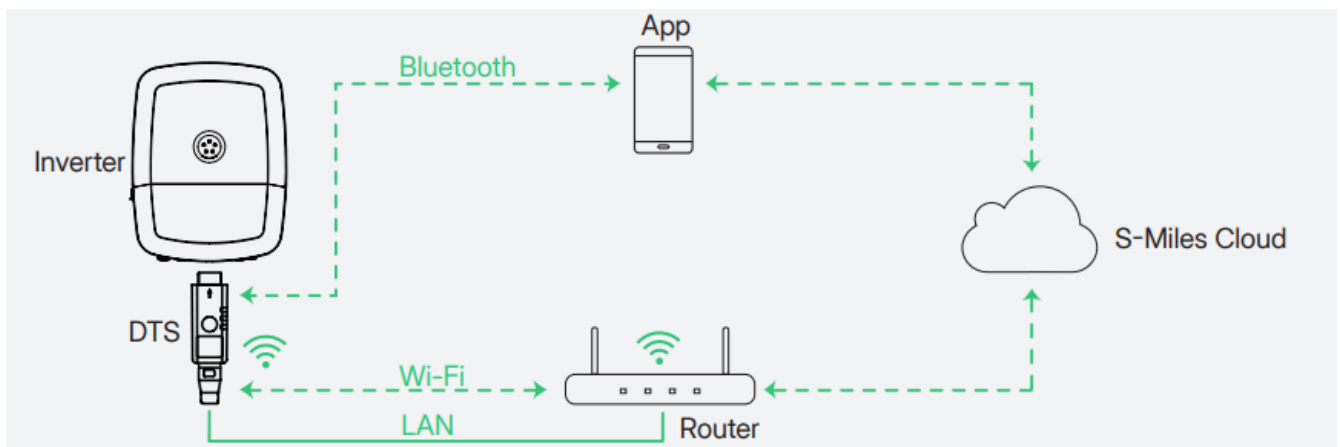 App
Bluetooth
Inverter
S-Miles Cloud
DTS
Wi-Fi
LAN
Router